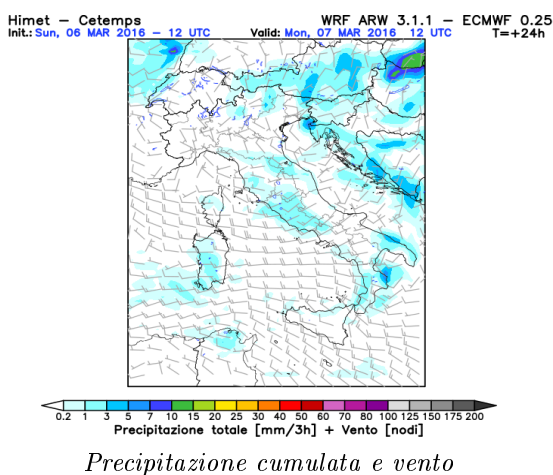 Himet – Cetemps WRF ARW 3.1.1 – ECMWF 0.25
Init.: Sun, 06 MAR 2016 – 12 UTC Valid: Mon, 07 MAR 2016 12 UTC T=+24h
0.2 1 3 5 7 10 15 20 25 30 40 50 60 70 80 100 125 150 175 200
Precipitazione totale [mm/3h] + Vento [nodi]
Precipitazione cumulata e vento